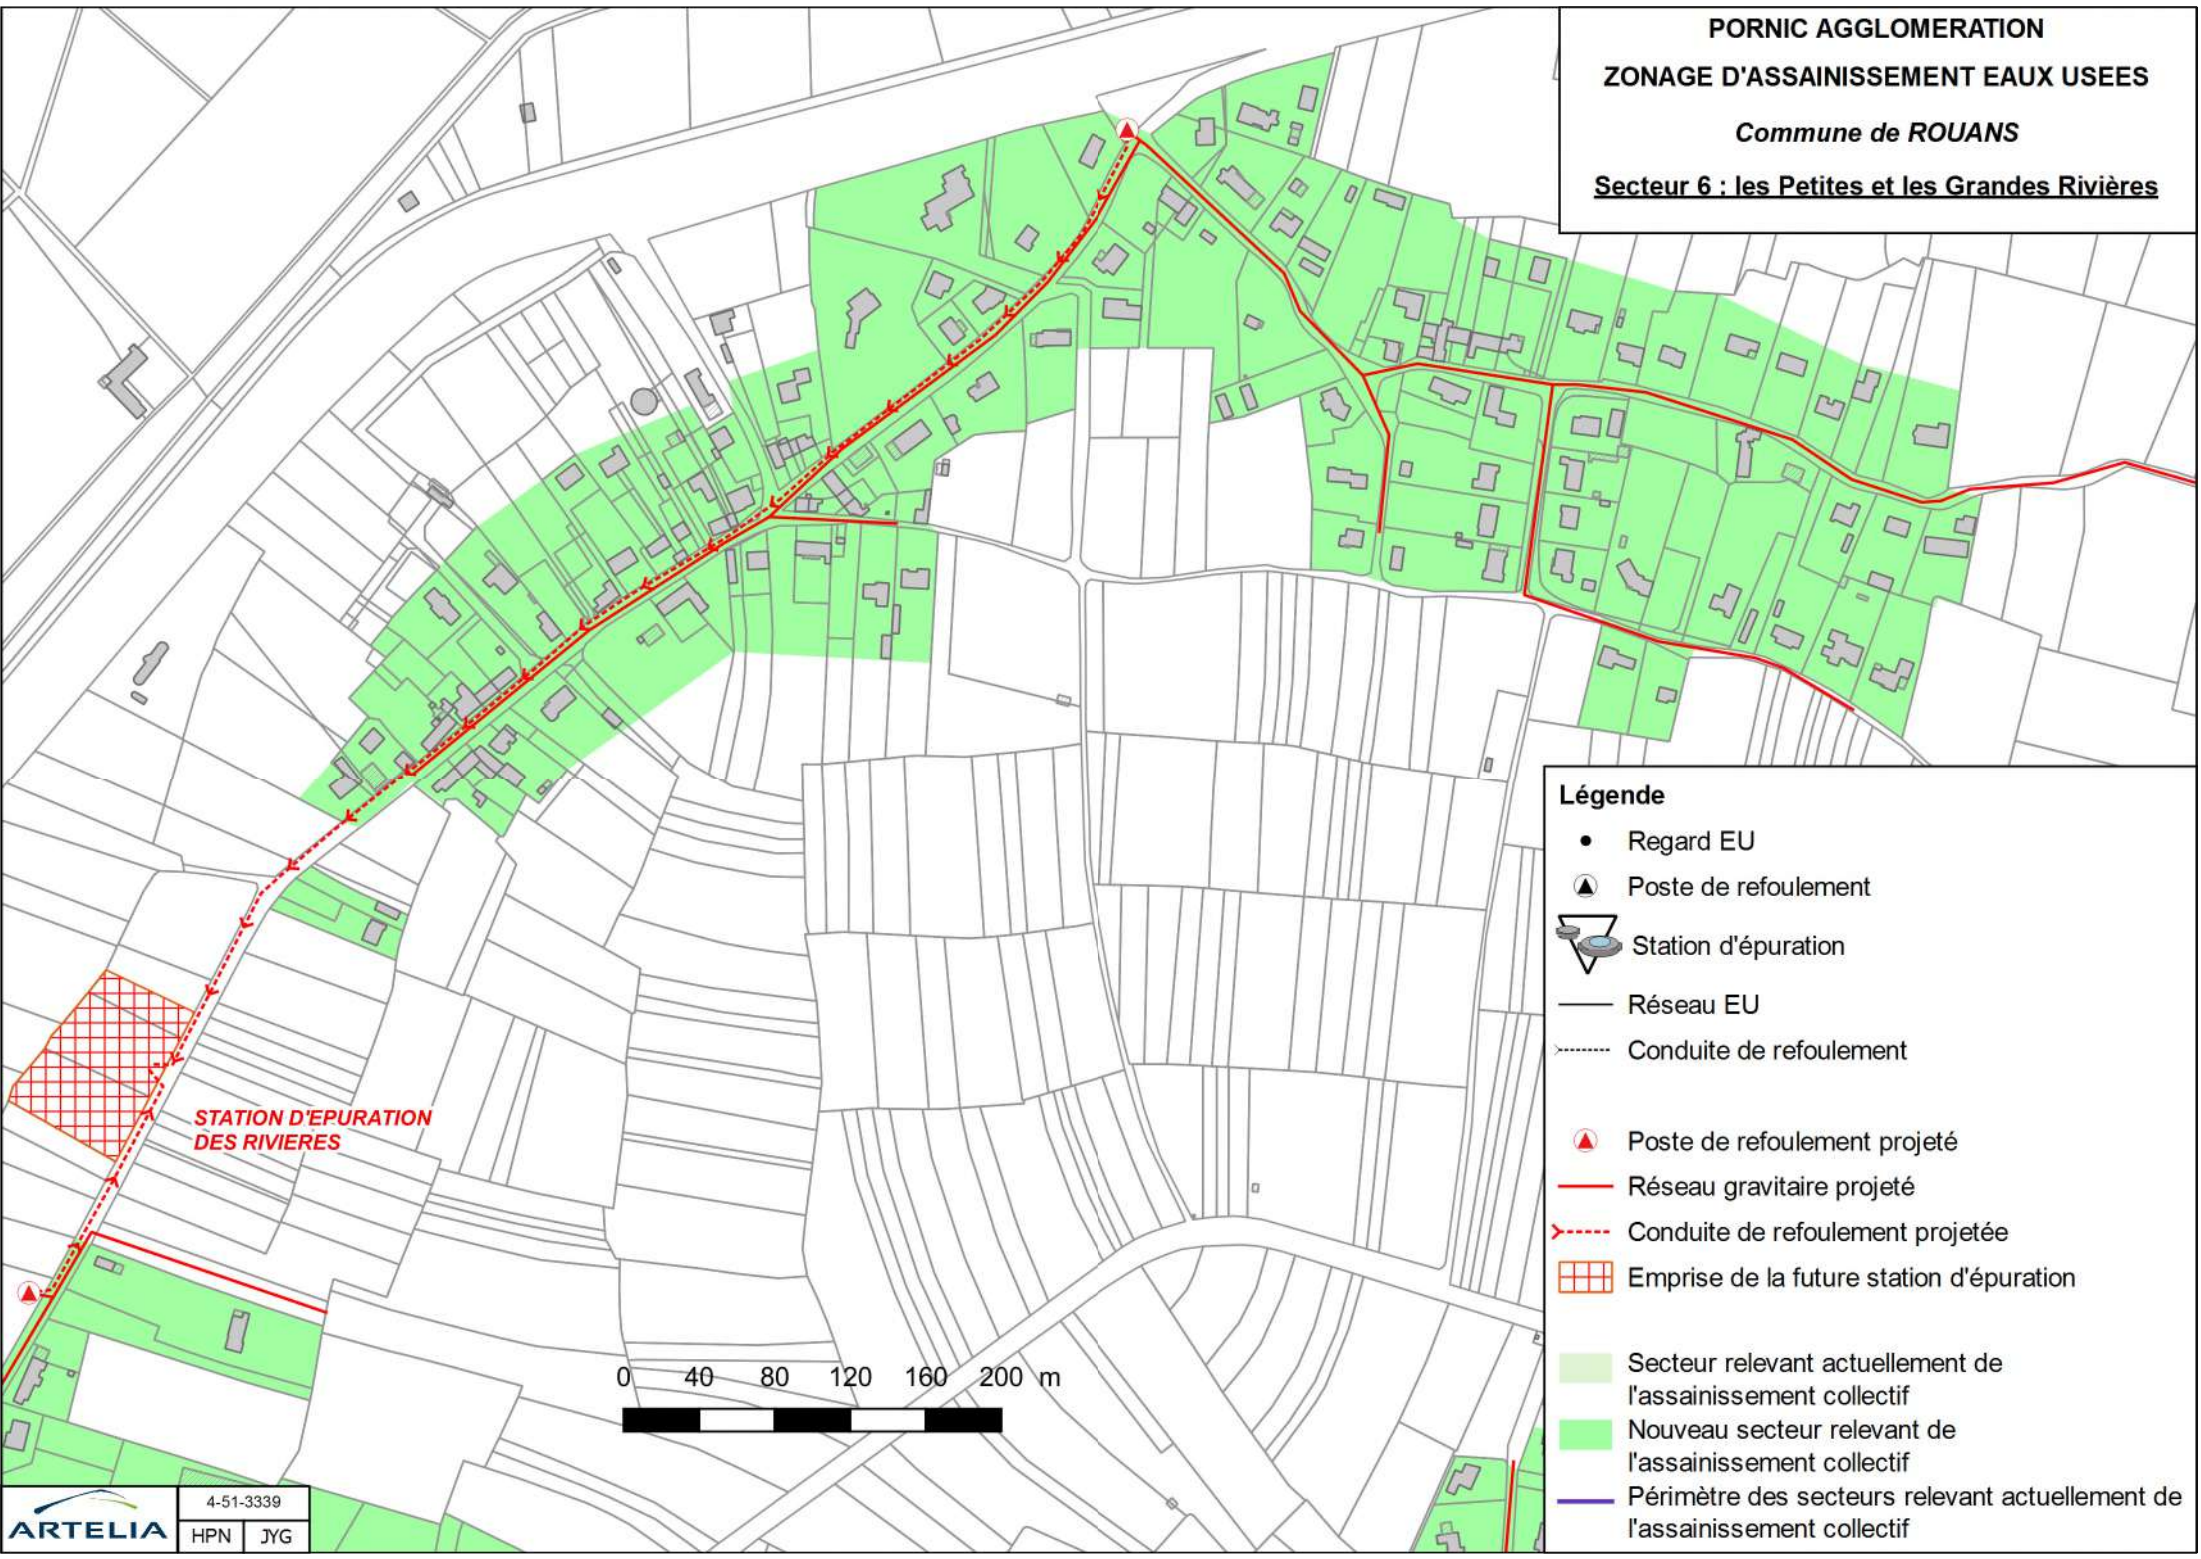 PORNIC AGGLOMERATION
ZONAGE D'ASSAINISSEMENT EAUX USEES
Commune de ROUANS
Secteur 6 : les Petites et les Grandes Rivières
STATION D'EPURATION
DES RIVIERES
Légende
Regard EU
Poste de refoulement
Station d'épuration
Réseau EU
Conduite de refoulement
Poste de refoulement projeté
Réseau gravitaire projeté
Conduite de refoulement projetée
Emprise de la future station d'épuration
Secteur relevant actuellement de
l'assainissement collectif
Nouveau secteur relevant de
l'assainissement collectif
Périmètre des secteurs relevant actuellement de
l'assainissement collectif
0 40 80 120 160 200 m
ARTELIA
4-51-3339
HPN JYG